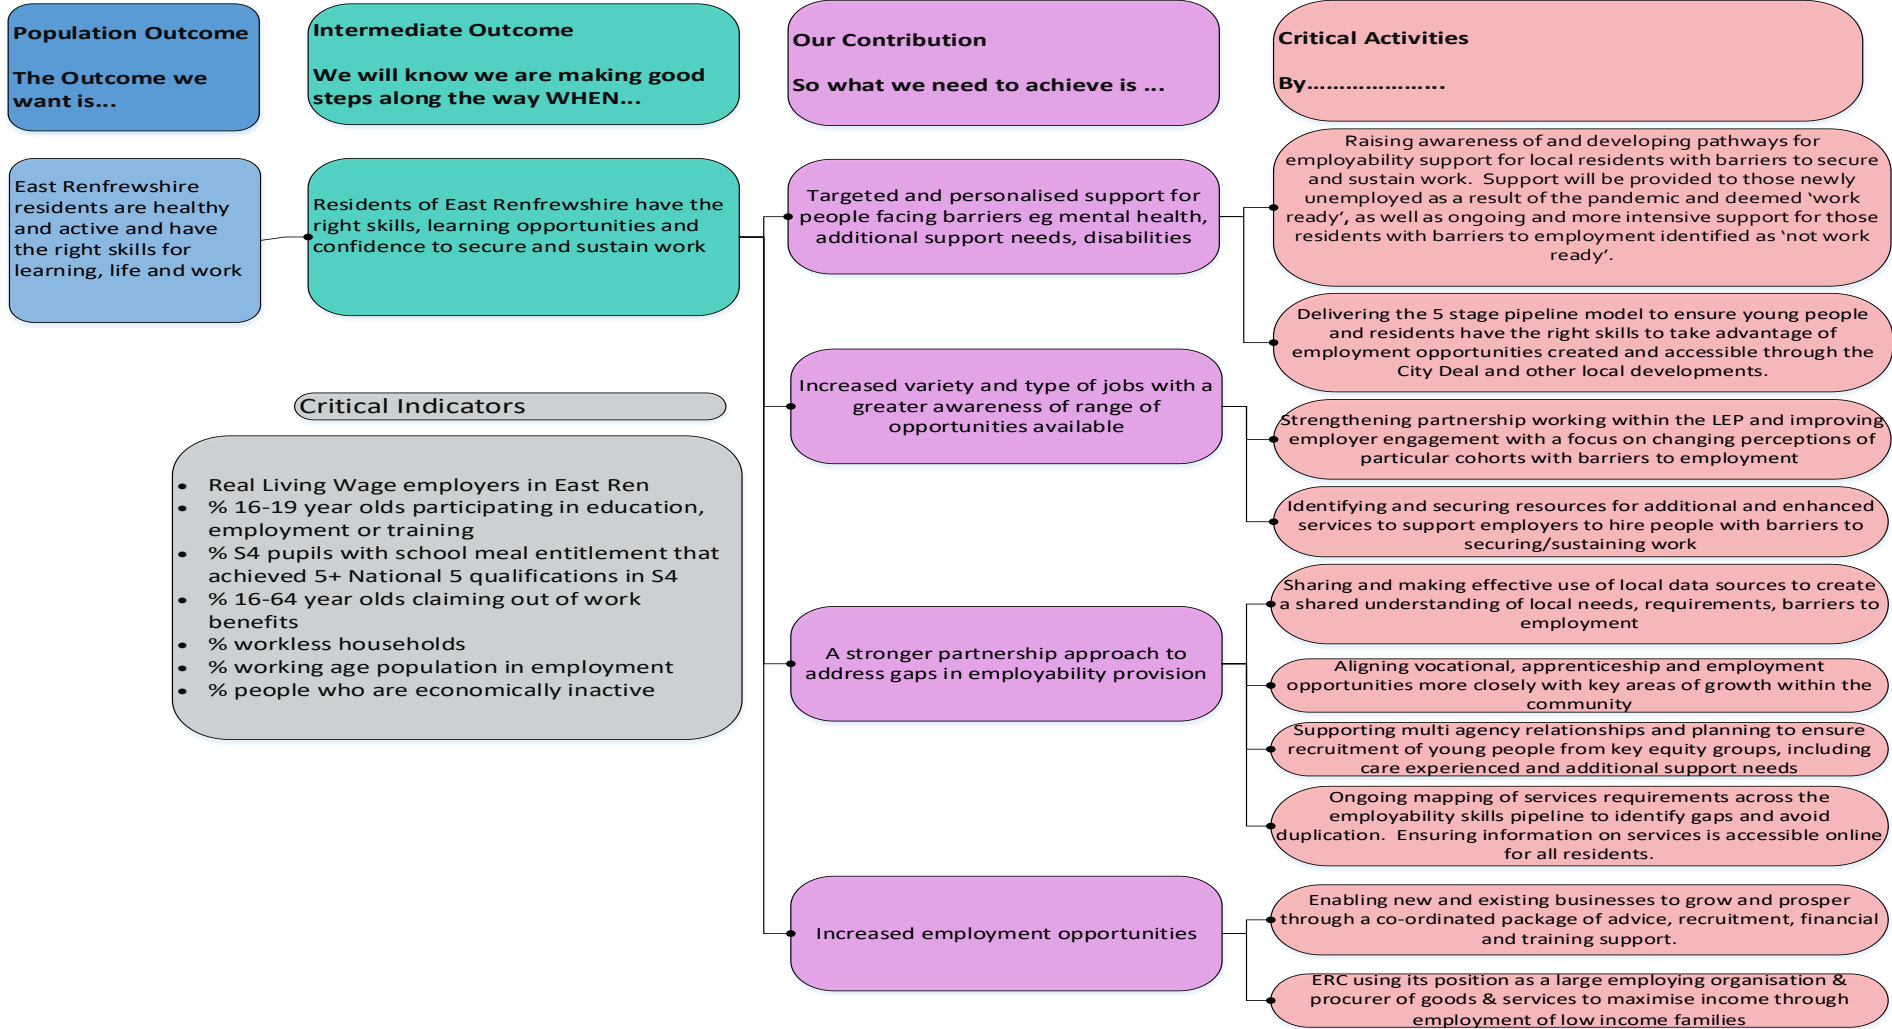 Population Outcome
The Outcome we
want is...
Intermediate Outcome
We will know we are making good
steps along the way WHEN...
Our Contribution
So what we need to achieve is ...
Critical Activities
By.....................
East Renfrewshire
residents are healthy
and active and have
the right skills for
learning, life and work
Residents of East Renfrewshire have the
right skills, learning opportunities and
confidence to secure and sustain work
Critical Indicators
• Real Living Wage employers in East Ren
• % 16-19 year olds participating in education,
employment or training
• % S4 pupils with school meal entitlement that
achieved 5+ National 5 qualifications in S4
• % 16-64 year olds claiming out of work
benefits
• % workless households
• % working age population in employment
• % people who are economically inactive
Targeted and personalised support for
people facing barriers eg mental health,
additional support needs, disabilities
Increased variety and type of jobs with a
greater awareness of range of
opportunities available
A stronger partnership approach to
address gaps in employability provision
Increased employment opportunities
Raising awareness of and developing pathways for
employability support for local residents with barriers to secure
and sustain work.  Support will be provided to those newly
unemployed as a result of the pandemic and deemed ‘work
ready’, as well as ongoing and more intensive support for those
residents with barriers to employment identified as ‘not work
ready’.
Delivering the 5 stage pipeline model to ensure young people
and residents have the right skills to take advantage of
employment opportunities created and accessible through the
City Deal and other local developments.
Strengthening partnership working within the LEP and improving
employer engagement with a focus on changing perceptions of
particular cohorts with barriers to employment
Identifying and securing resources for additional and enhanced
services to support employers to hire people with barriers to
securing/sustaining work
Sharing and making effective use of local data sources to create
a shared understanding of local needs, requirements, barriers to
employment
Aligning vocational, apprenticeship and employment
opportunities more closely with key areas of growth within the
community
Supporting multi agency relationships and planning to ensure
recruitment of young people from key equity groups, including
care experienced and additional support needs
Ongoing mapping of services requirements across the
employability skills pipeline to identify gaps and avoid
duplication.  Ensuring information on services is accessible online
for all residents.
Enabling new and existing businesses to grow and prosper
through a co-ordinated package of advice, recruitment, financial
and training support.
ERC using its position as a large employing organisation &
procurer of goods & services to maximise income through
employment of low income families